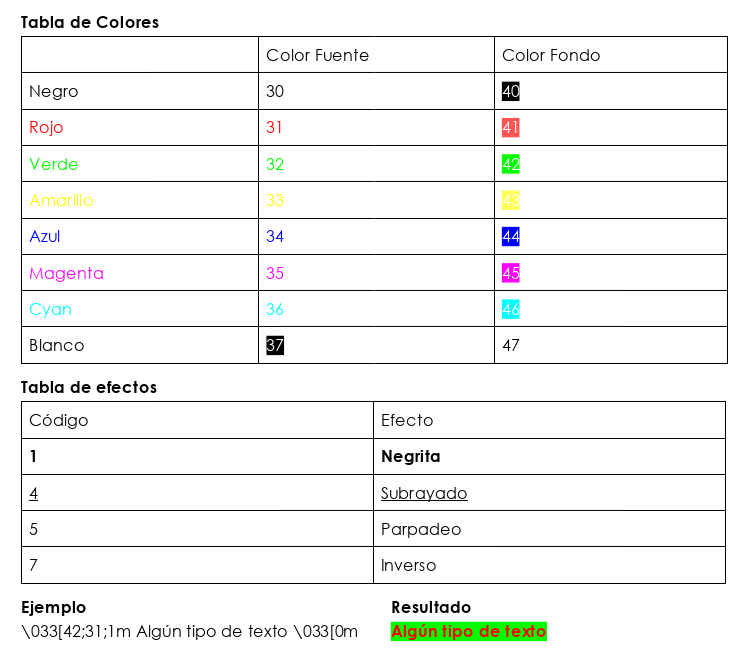 Tabla de Colores
Color Fuente Color Fondo
Negro 30 40
Rojo 31 41
Verde 32 42
Amarillo 33 43
Azul 34 44
Magenta 35 45
Cyan 36 46
Blanco 37 47
Tabla de efectos
Código Efecto
1 Negrita
4 Subrayado
5 Parpadeo
7 Inverso
Ejemplo Resultado
\033[42;31;1m Algún tipo de texto \033[0m Algún tipo de texto